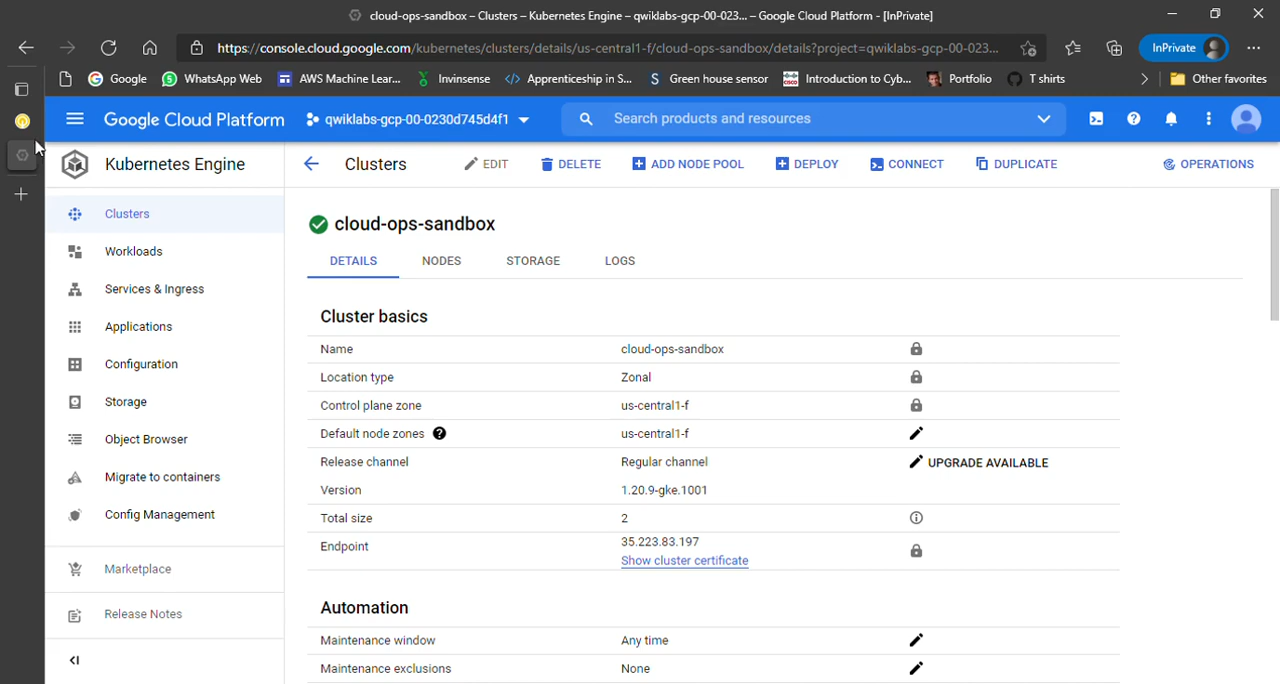 cloud-ops-sandbox – Clusters – Kubernetes Engine – qwiklabs-gcp-00-023... – Google Cloud Platform - [InPrivate]
https://console.cloud.google.com/kubernetes/clusters/details/us-central1-f/cloud-ops-sandbox/details?project=qwiklabs-gcp-00-023... InPrivate
Google WhatsApp Web AWS Machine Lear... Invinsense Apprenticeship in S... Green house sensor Introduction to Cyb... Portfolio T shirts Other favorites
Google Cloud Platform qwiklabs-gcp-00-0230d745d4f1 Search products and resources
Kubernetes Engine Clusters EDIT DELETE ADD NODE POOL DEPLOY CONNECT DUPLICATE OPERATIONS
Clusters
Workloads
Services & Ingress
Applications
Configuration
Storage
Object Browser
Migrate to containers
Config Management
Marketplace
Release Notes
cloud-ops-sandbox
DETAILS NODES STORAGE LOGS
Cluster basics
Name cloud-ops-sandbox
Location type Zonal
Control plane zone us-central1-f
Default node zones us-central1-f
Release channel Regular channel UPGRADE AVAILABLE
Version 1.20.9-gke.1001
Total size 2
Endpoint 35.223.83.197
Show cluster certificate
Automation
Maintenance window Any time
Maintenance exclusions None